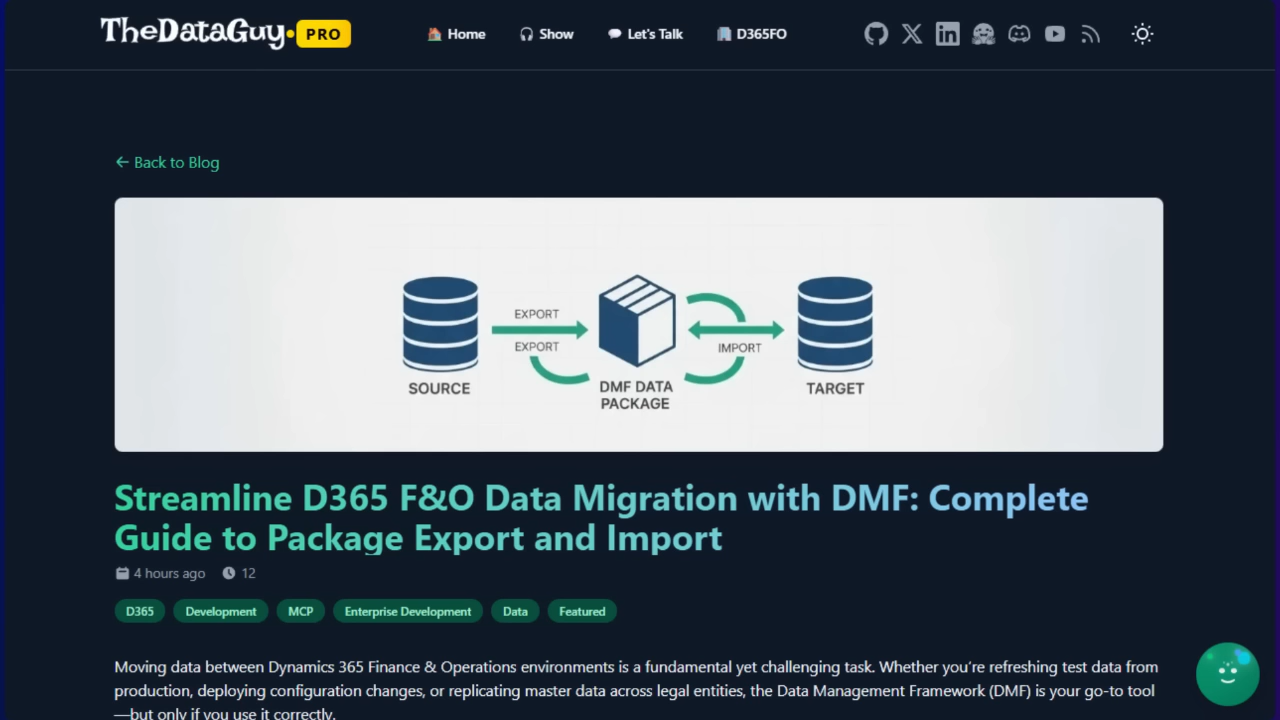 TheDataGuy PRO
Home Show Let's Talk D365FO
← Back to Blog
EXPORT
EXPORT
IMPORT
SOURCE
DMF DATA
PACKAGE
TARGET
Streamline D365 F&O Data Migration with DMF: Complete
Guide to Package Export and Import
4 hours ago 12
D365 Development MCP Enterprise Development Data Featured
Moving data between Dynamics 365 Finance & Operations environments is a fundamental yet challenging task. Whether you’re refreshing test data from
production, deploying configuration changes, or replicating master data across legal entities, the Data Management Framework (DMF) is your go-to tool
—but only if you use it correctly.